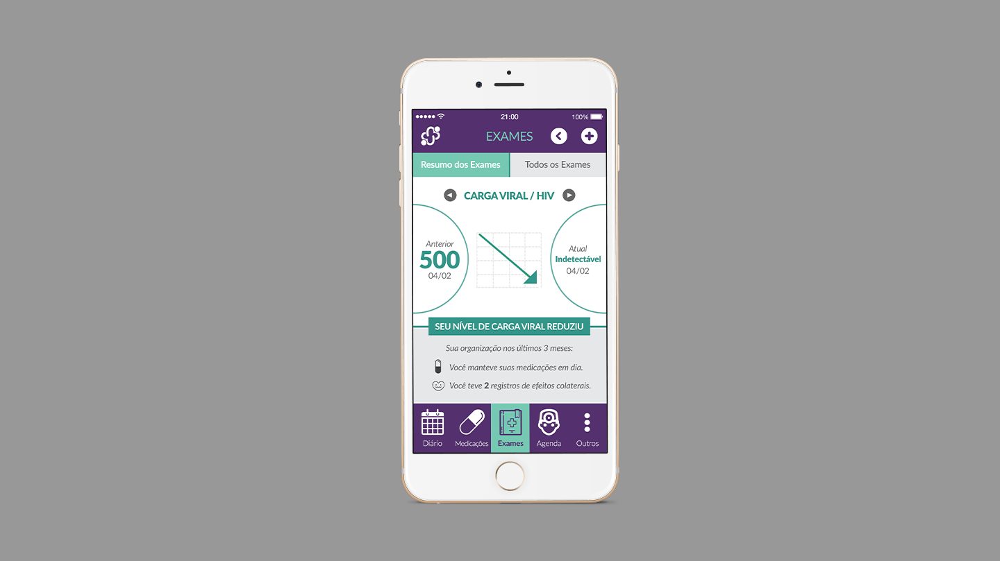 21:00
100%
EXAMES
Resumo dos Exames
Todos os Exames
CARGA VIRAL / HIV
Anterior
500
04/02
Atual
Indetectável
04/02
SEU NÍVEL DE CARGA VIRAL REDUZIU
Sua organização nos últimos 3 meses:
Você manteve suas medicações em dia.
Você teve 2 registros de efeitos colaterais.
Diário
Medicações
Exames
Agenda
Outros